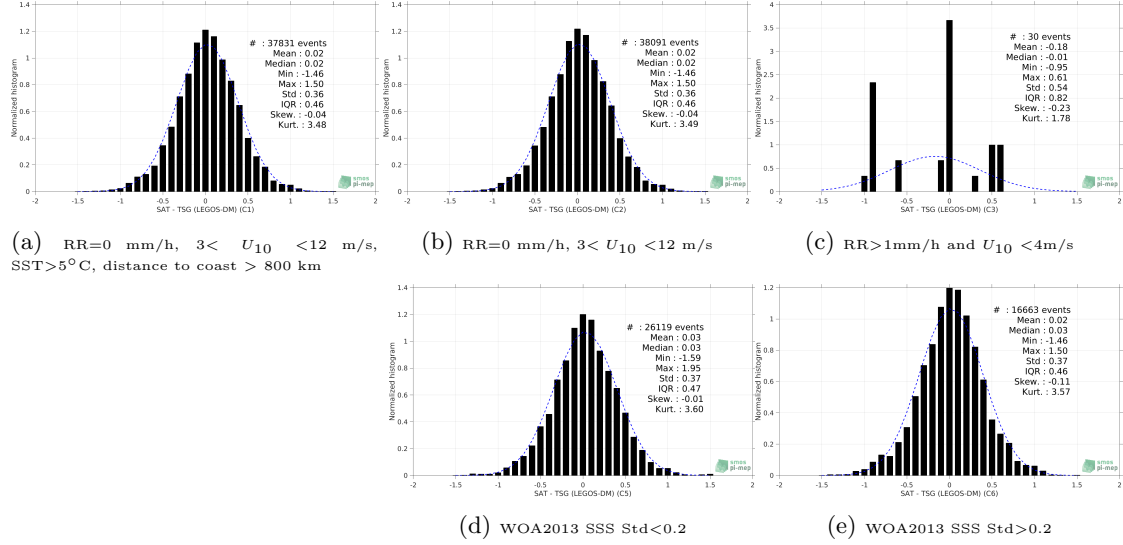 1.4
1.2
1
0.8
0.6
0.4
0.2
0
-2 -1.5 -1 -0.5 0 0.5 1 1.5 2
Normalized histogram
SAT - TSG (LEGOS-DM) (C1)
# : 37831 events
Mean : 0.02
Median : 0.02
Min : -1.46
Max : 1.50
Std : 0.36
IQR : 0.46
Skew. : -0.04
Kurt. : 3.48
smos
pi-mep
(a) RR=0 mm/h, 3< U10 <12 m/s,
SST>5°C, distance to coast > 800 km
1.4
1.2
1
0.8
0.6
0.4
0.2
0
-2 -1.5 -1 -0.5 0 0.5 1 1.5 2
Normalized histogram
SAT - TSG (LEGOS-DM) (C2)
# : 38091 events
Mean : 0.02
Median : 0.02
Min : -1.46
Max : 1.50
Std : 0.36
IQR : 0.46
Skew. : -0.04
Kurt. : 3.49
smos
pi-mep
(b) RR=0 mm/h, 3< U10 <12 m/s
4
3.5
3
2.5
2
1.5
1
0.5
0
-2 -1.5 -1 -0.5 0 0.5 1 1.5 2
Normalized histogram
SAT - TSG (LEGOS-DM) (C3)
# : 30 events
Mean : -0.18
Median : -0.01
Min : -0.95
Max : 0.61
Std : 0.54
IQR : 0.82
Skew. : -0.23
Kurt. : 1.78
smos
pi-mep
(c) RR>1mm/h and U10 <4m/s
1.4
1.2
1
0.8
0.6
0.4
0.2
0
-2 -1.5 -1 -0.5 0 0.5 1 1.5 2
Normalized histogram
SAT - TSG (LEGOS-DM) (C5)
# : 26119 events
Mean : 0.03
Median : 0.03
Min : -1.59
Max : 1.95
Std : 0.37
IQR : 0.47
Skew. : -0.01
Kurt. : 3.60
smos
pi-mep
(d) WOA2013 SSS Std<0.2
1.2
1
0.8
0.6
0.4
0.2
0
-2 -1.5 -1 -0.5 0 0.5 1 1.5 2
Normalized histogram
SAT - TSG (LEGOS-DM) (C6)
# : 16663 events
Mean : 0.02
Median : 0.03
Min : -1.46
Max : 1.50
Std : 0.37
IQR : 0.46
Skew. : -0.11
Kurt. : 3.57
smos
pi-mep
(e) WOA2013 SSS Std>0.2